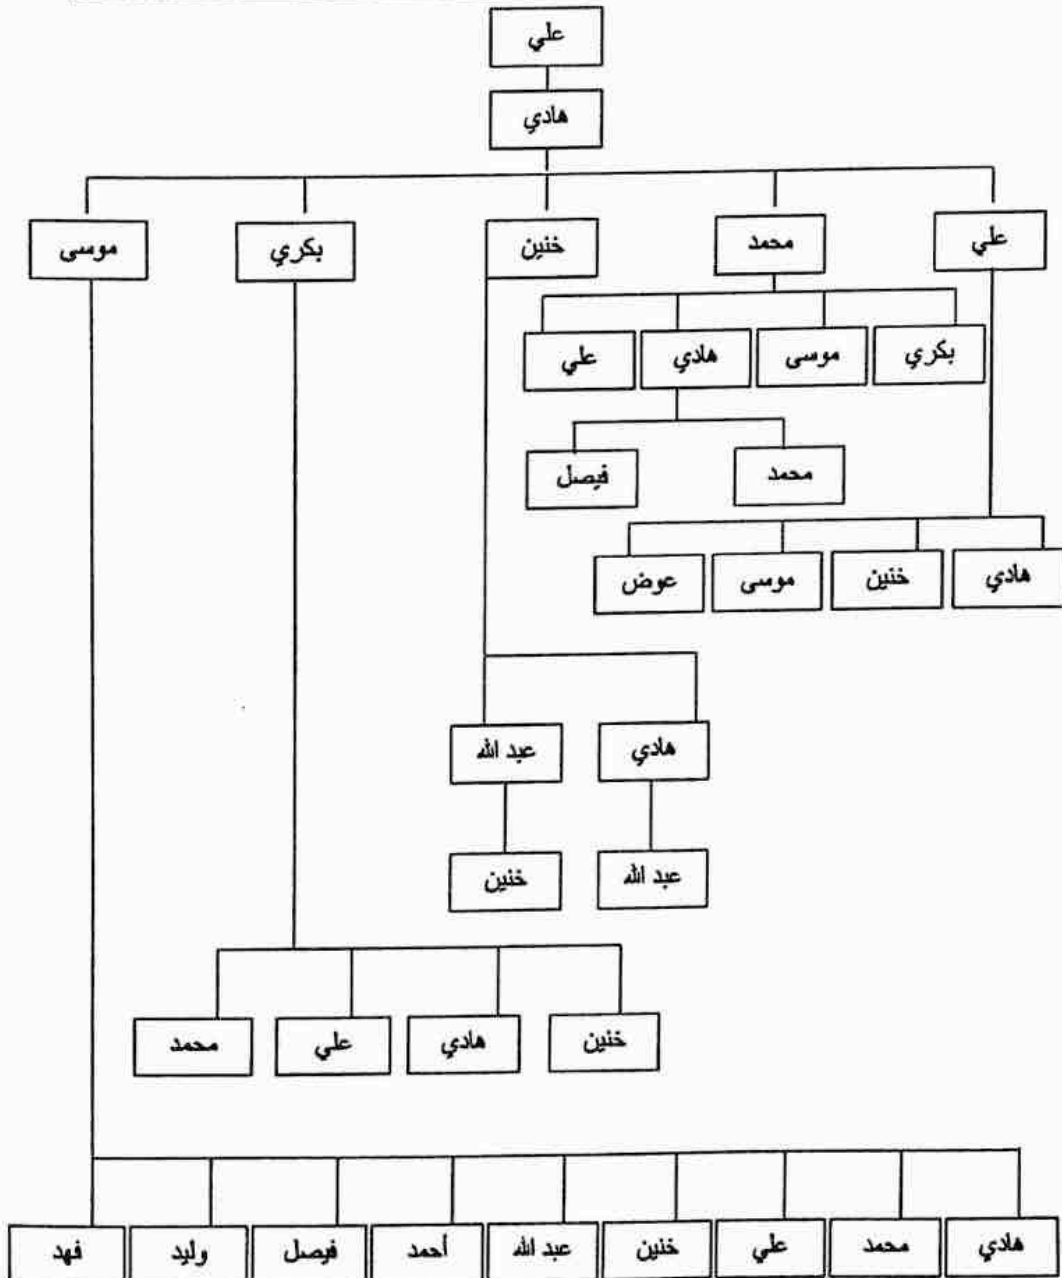 علي
هادي
علي محمد خنين بكري موسى
بكري موسى هادي علي
محمد فيصل
هادي خنين موسى عوض
هادي عبد الله
عبد الله خنين
خنين هادي علي محمد
هادي محمد علي خنين عبد الله أحمد فيصل وليد فهد